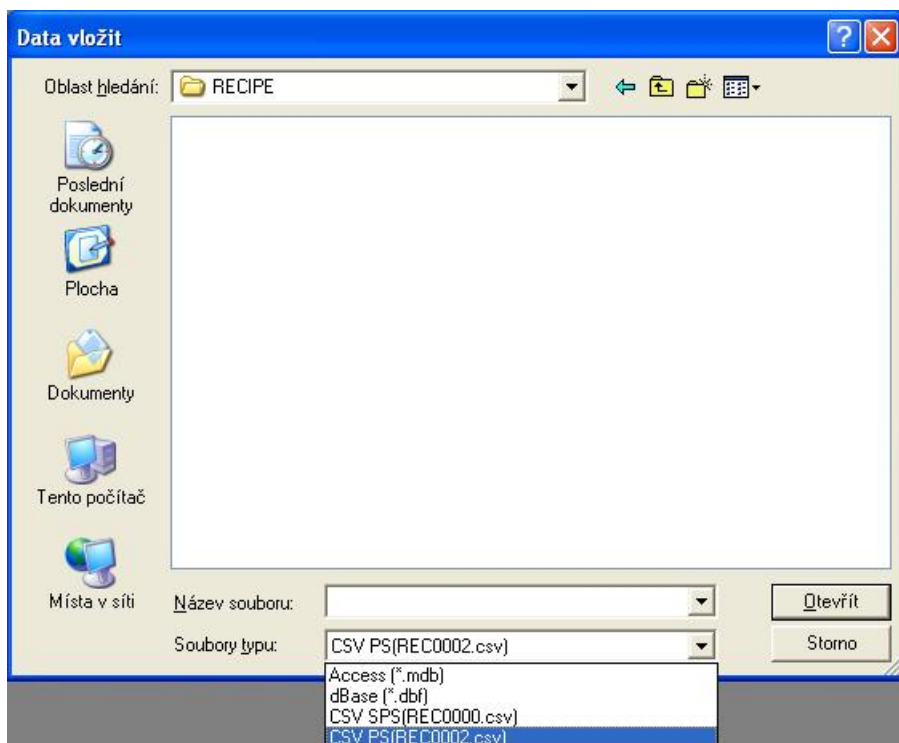 Data vložit
Oblast hledání:
RECIPE
Poslední
dokumenty
Plocha
Dokumenty
Tento počítač
Místa v síti
Název souboru:
Otevřít
Soubory typu:
CSV PS(REC0002.csv)
Storno
Access (*.mdb)
dBase (*.dbf)
CSV SPS(REC0000.csv)
CSV PS(REC0002.csv)